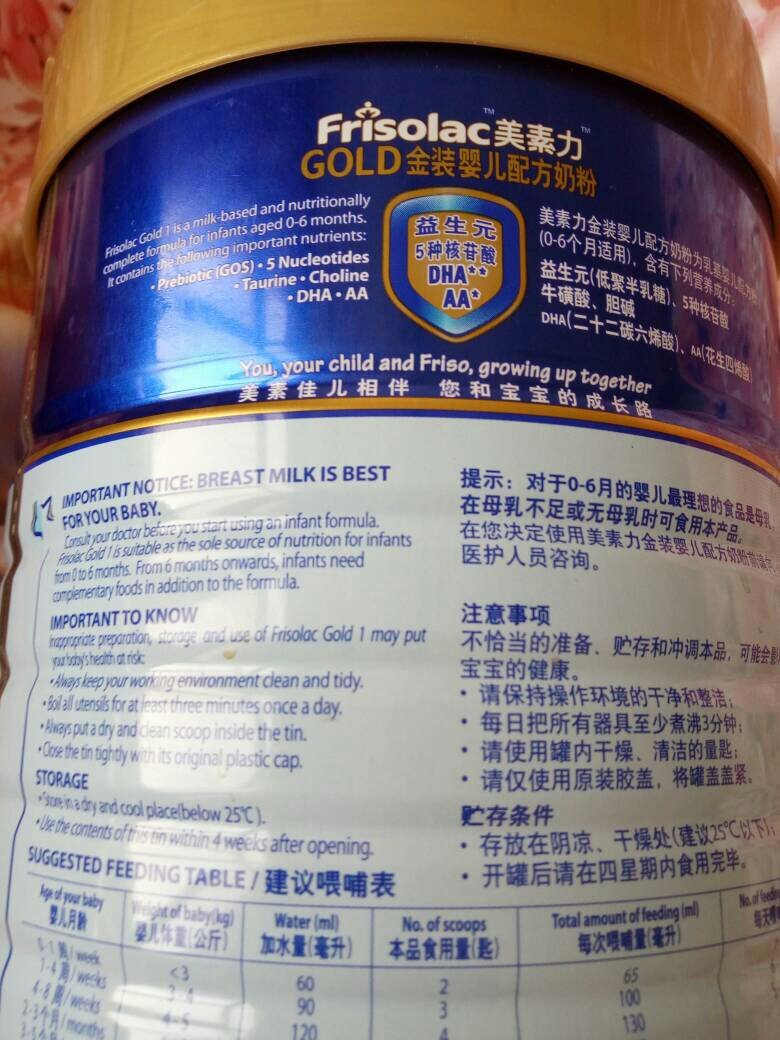 Frisolac™美素力™
GOLD金装婴儿配方奶粉
Frisolac Gold 1 is a milk-based and nutritionally
complete formula for infants aged 0-6 months.
It contains the following important nutrients:
• Prebiotic (GOS) • 5 Nucleotides
• Taurine • Choline
• DHA • AA
益生元
5种核苷酸
DHA**
AA*
美素力金装婴儿配方奶粉为乳基婴儿配方
(0-6个月适用), 含有下列营养成分:
益生元(低聚半乳糖)、5种核苷酸
牛磺酸、胆碱
DHA(二十二碳六烯酸)、AA(花生四烯酸)
You, your child and Friso, growing up together
美素佳儿相伴 您和宝宝的成长路
IMPORTANT NOTICE: BREAST MILK IS BEST
FOR YOUR BABY.
Consult your doctor before you start using an infant formula.
Frisolac Gold 1 is suitable as the sole source of nutrition for infants
from 0 to 6 months. From 6 months onwards, infants need
complementary foods in addition to the formula.
IMPORTANT TO KNOW
Inappropriate preparation, storage and use of Frisolac Gold 1 may put
your baby's health at risk:
• Always keep your working environment clean and tidy.
• Boil all utensils for at least three minutes once a day.
• Always put a dry and clean scoop inside the tin.
• Close the tin tightly with its original plastic cap.
STORAGE
• Store in a dry and cool place(below 25℃).
• Use the contents of this tin within 4 weeks after opening.
提示: 对于0-6月的婴儿最理想的食品是母乳
在母乳不足或无母乳时可食用本产品。
在您决定使用美素力金装婴儿配方奶粉前请
医护人员咨询。
注意事项
不恰当的准备、贮存和冲调本品, 可能会影
宝宝的健康。
• 请保持操作环境的干净和整洁;
• 每日把所有器具至少煮沸3分钟;
• 请使用罐内干燥、清洁的量匙;
• 请仅使用原装胶盖, 将罐盖盖紧。
贮存条件
• 存放在阴凉、干燥处(建议25℃以下);
• 开罐后请在四星期内食用完毕。
SUGGESTED FEEDING TABLE / 建议喂哺表
Age of your baby Weight of baby(kg) Water (ml) No. of scoops Total amount of feeding (ml) No. of
婴儿月龄 婴儿体重(公斤) 加水量(毫升) 本品食用量(匙) 每次喂哺量(毫升) 每天
0-1 周/week <3 60 2 65
1-4 周/weeks 3-4 90 3 100
4-8 周/weeks 4-5 120 4 130
2-3个月/months